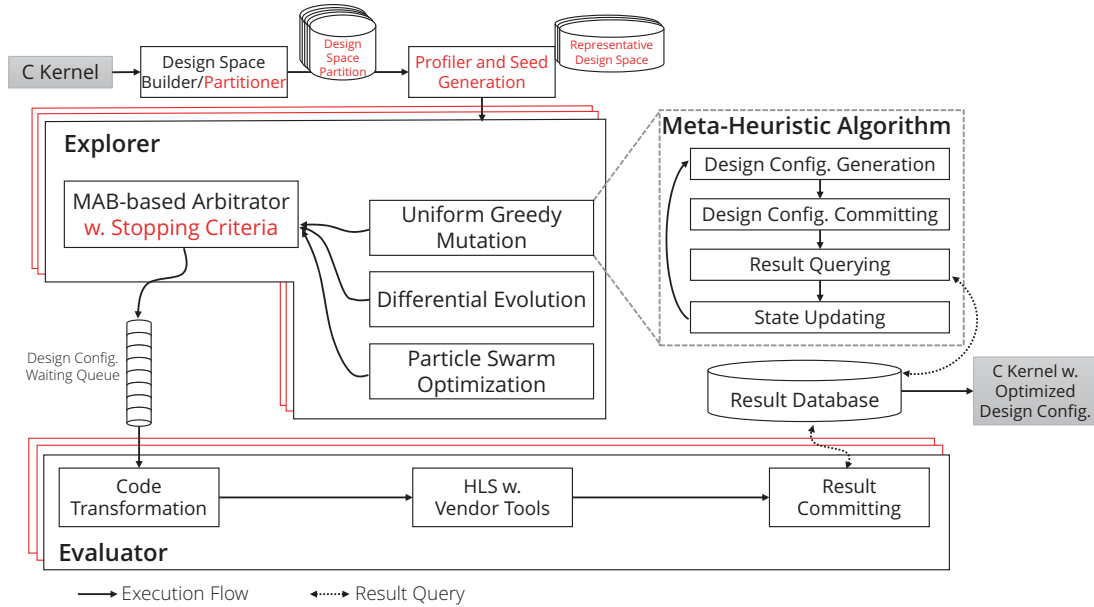 C Kernel
Design Space
Builder/Partitioner
Design
Space
Partition
Profiler and Seed
Generation
Representative
Design Space
Explorer
MAB-based Arbitrator
w. Stopping Criteria
Uniform Greedy
Mutation
Differential Evolution
Particle Swarm
Optimization
Meta-Heuristic Algorithm
Design Config. Generation
Design Config. Committing
Result Querying
State Updating
Design Config.
Waiting Queue
Result Database
C Kernel w.
Optimized
Design Config.
Code
Transformation
HLS w.
Vendor Tools
Result
Committing
Evaluator
Execution Flow
Result Query